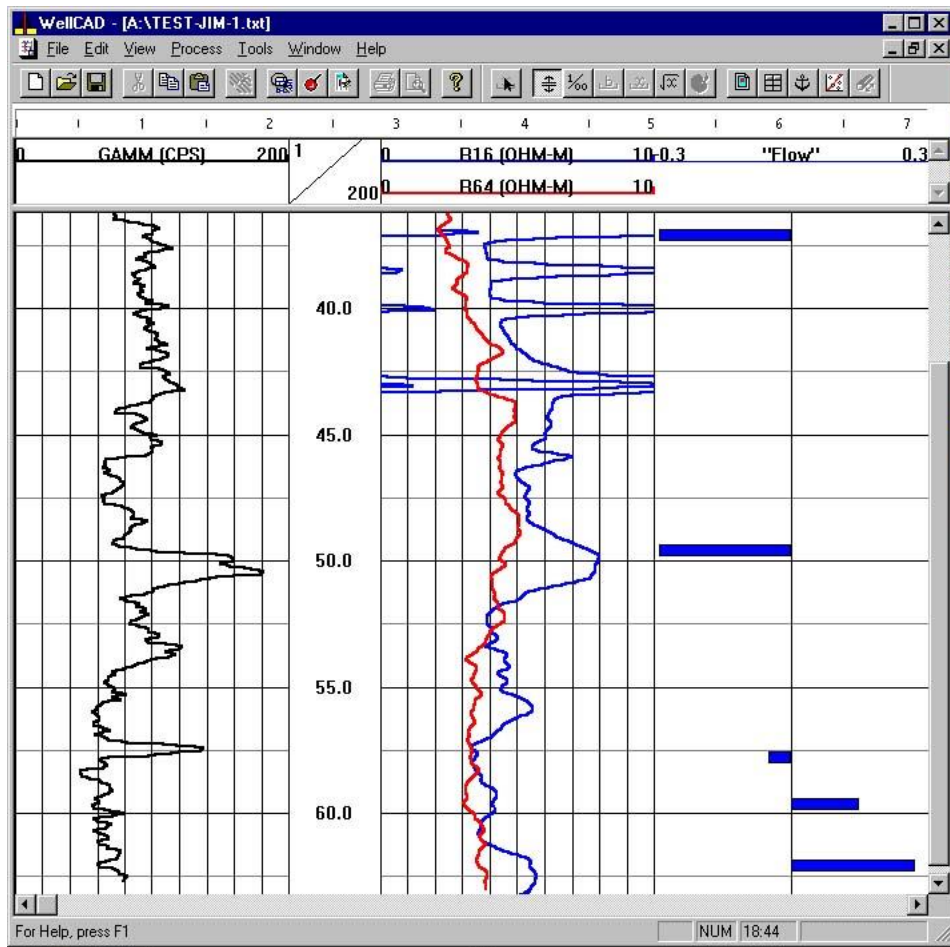 WellCAD - [A:\TEST-JIM-1.txt]
File Edit View Process Tools Window Help
1 2 3 4 5 6 7
0 GAMM (CPS) 200 1 0 R16 (OHM-M) 10 -0.3 "Flow" 0.3
200 0 R64 (OHM-M) 10
40.0
45.0
50.0
55.0
60.0
For Help, press F1 NUM 18:44